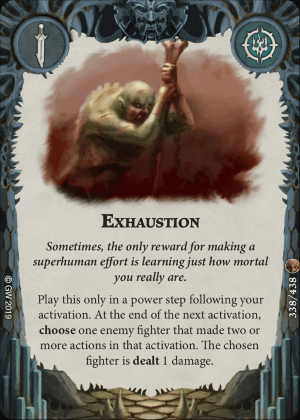 EXHAUSTION
Sometimes, the only reward for making a
superhuman effort is learning just how mortal
you really are.
Play this only in a power step following your
activation. At the end of the next activation,
choose one enemy fighter that made two or
more actions in that activation. The chosen
fighter is dealt 1 damage.
© GW 2019
338/438